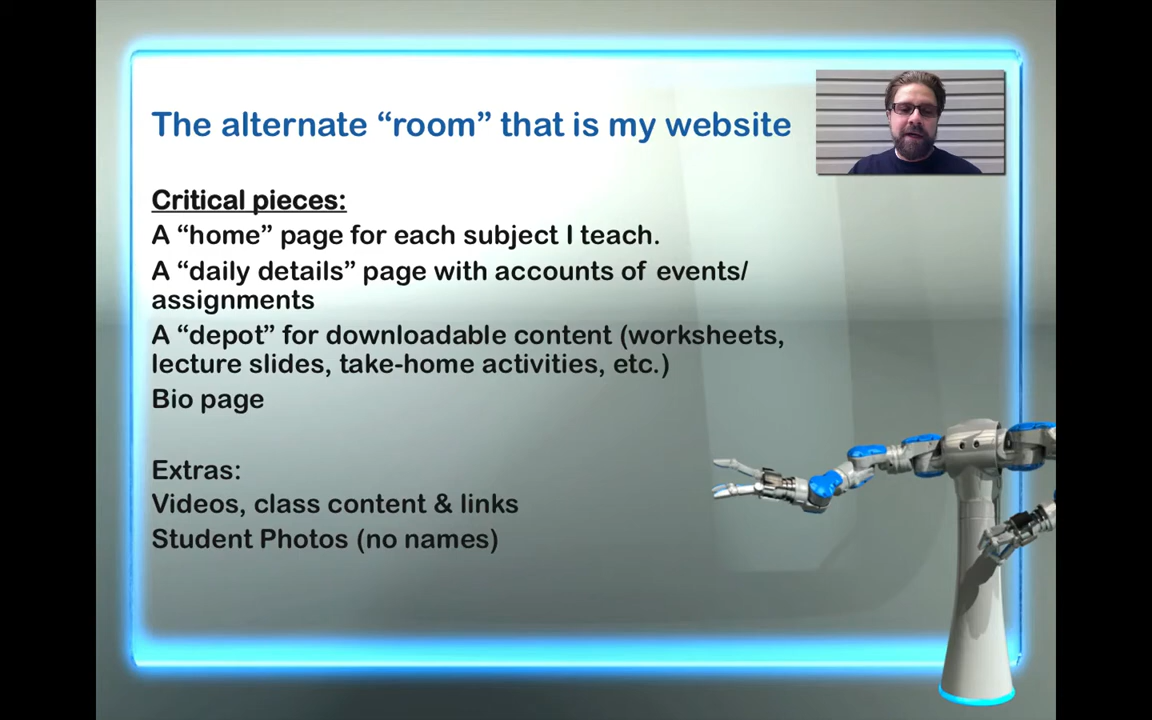 The alternate “room” that is my website
Critical pieces:
A “home” page for each subject I teach.
A “daily details” page with accounts of events/
assignments
A “depot” for downloadable content (worksheets,
lecture slides, take-home activities, etc.)
Bio page
Extras:
Videos, class content & links
Student Photos (no names)